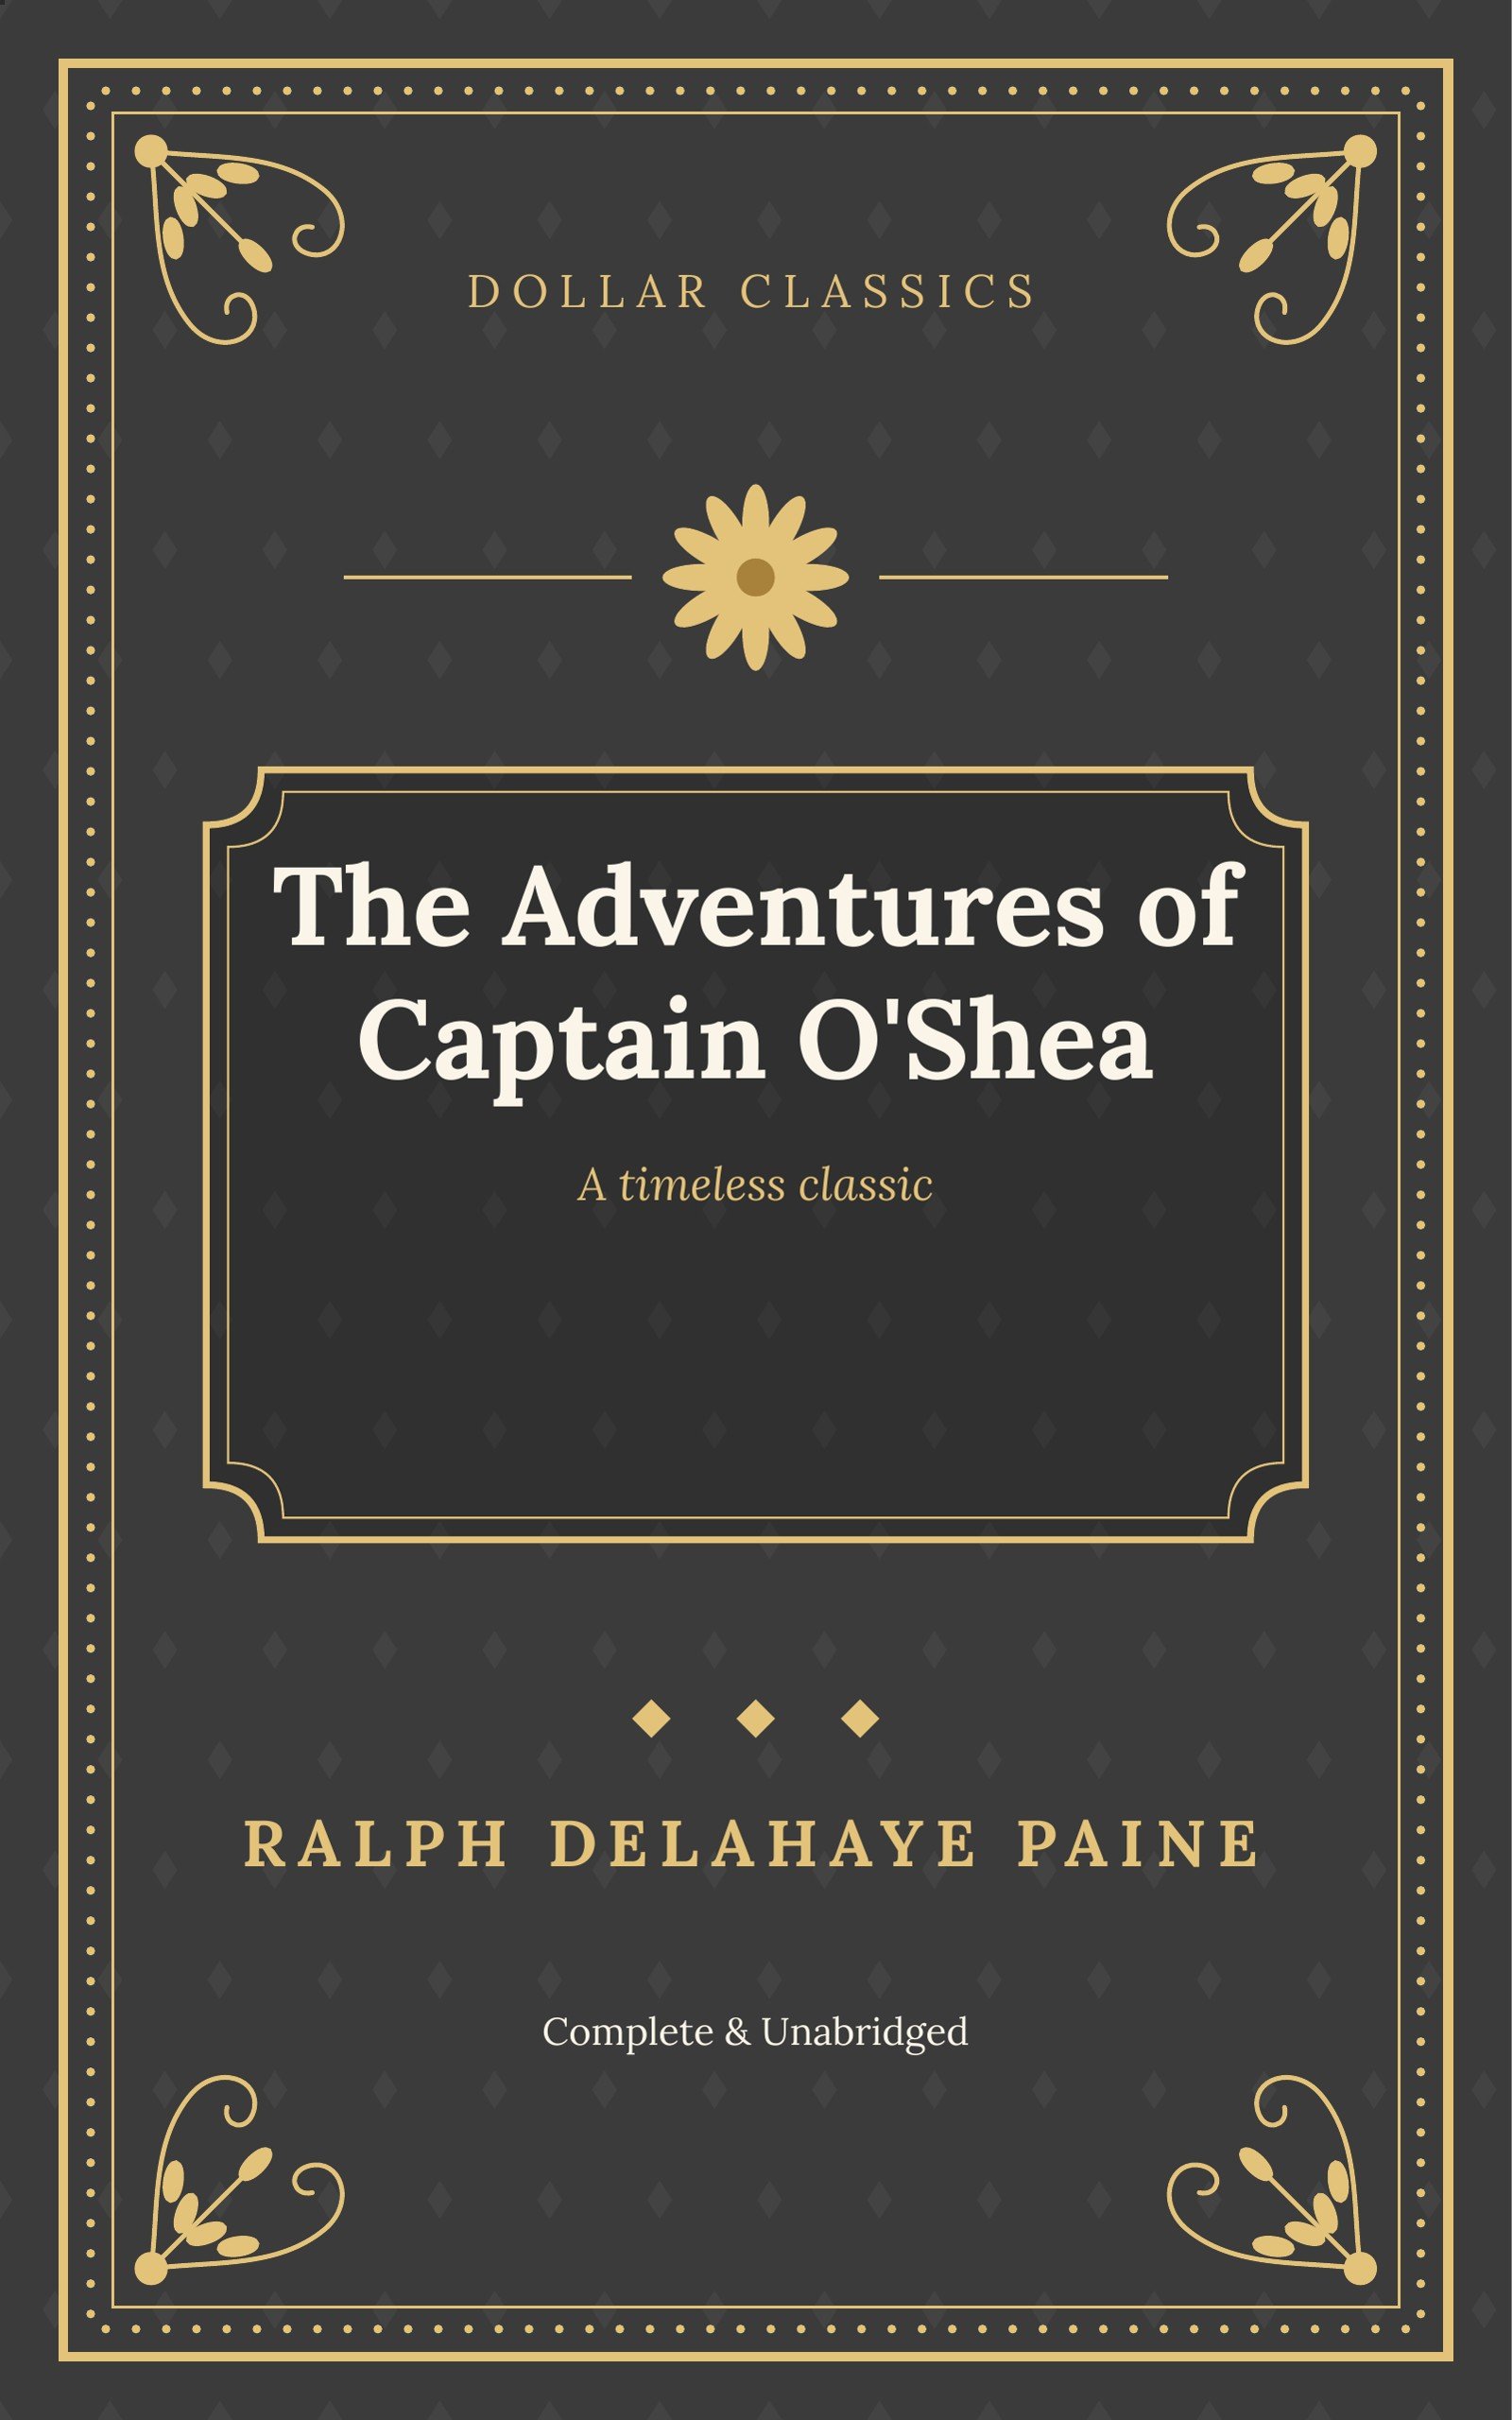 DOLLAR CLASSICS
The Adventures of
Captain O'Shea
A timeless classic
RALPH DELAHAYE PAINE
Complete & Unabridged